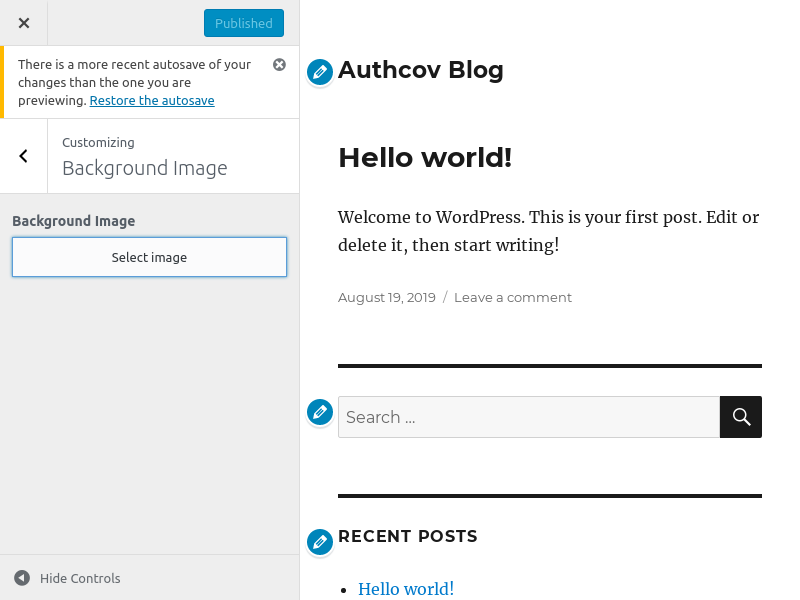 Published
There is a more recent autosave of your
changes than the one you are
previewing. Restore the autosave
Customizing
Background Image
Background Image
Select image
Hide Controls
Authcov Blog
Hello world!
Welcome to WordPress. This is your first post. Edit or
delete it, then start writing!
August 19, 2019 / Leave a comment
Search …
RECENT POSTS
Hello world!